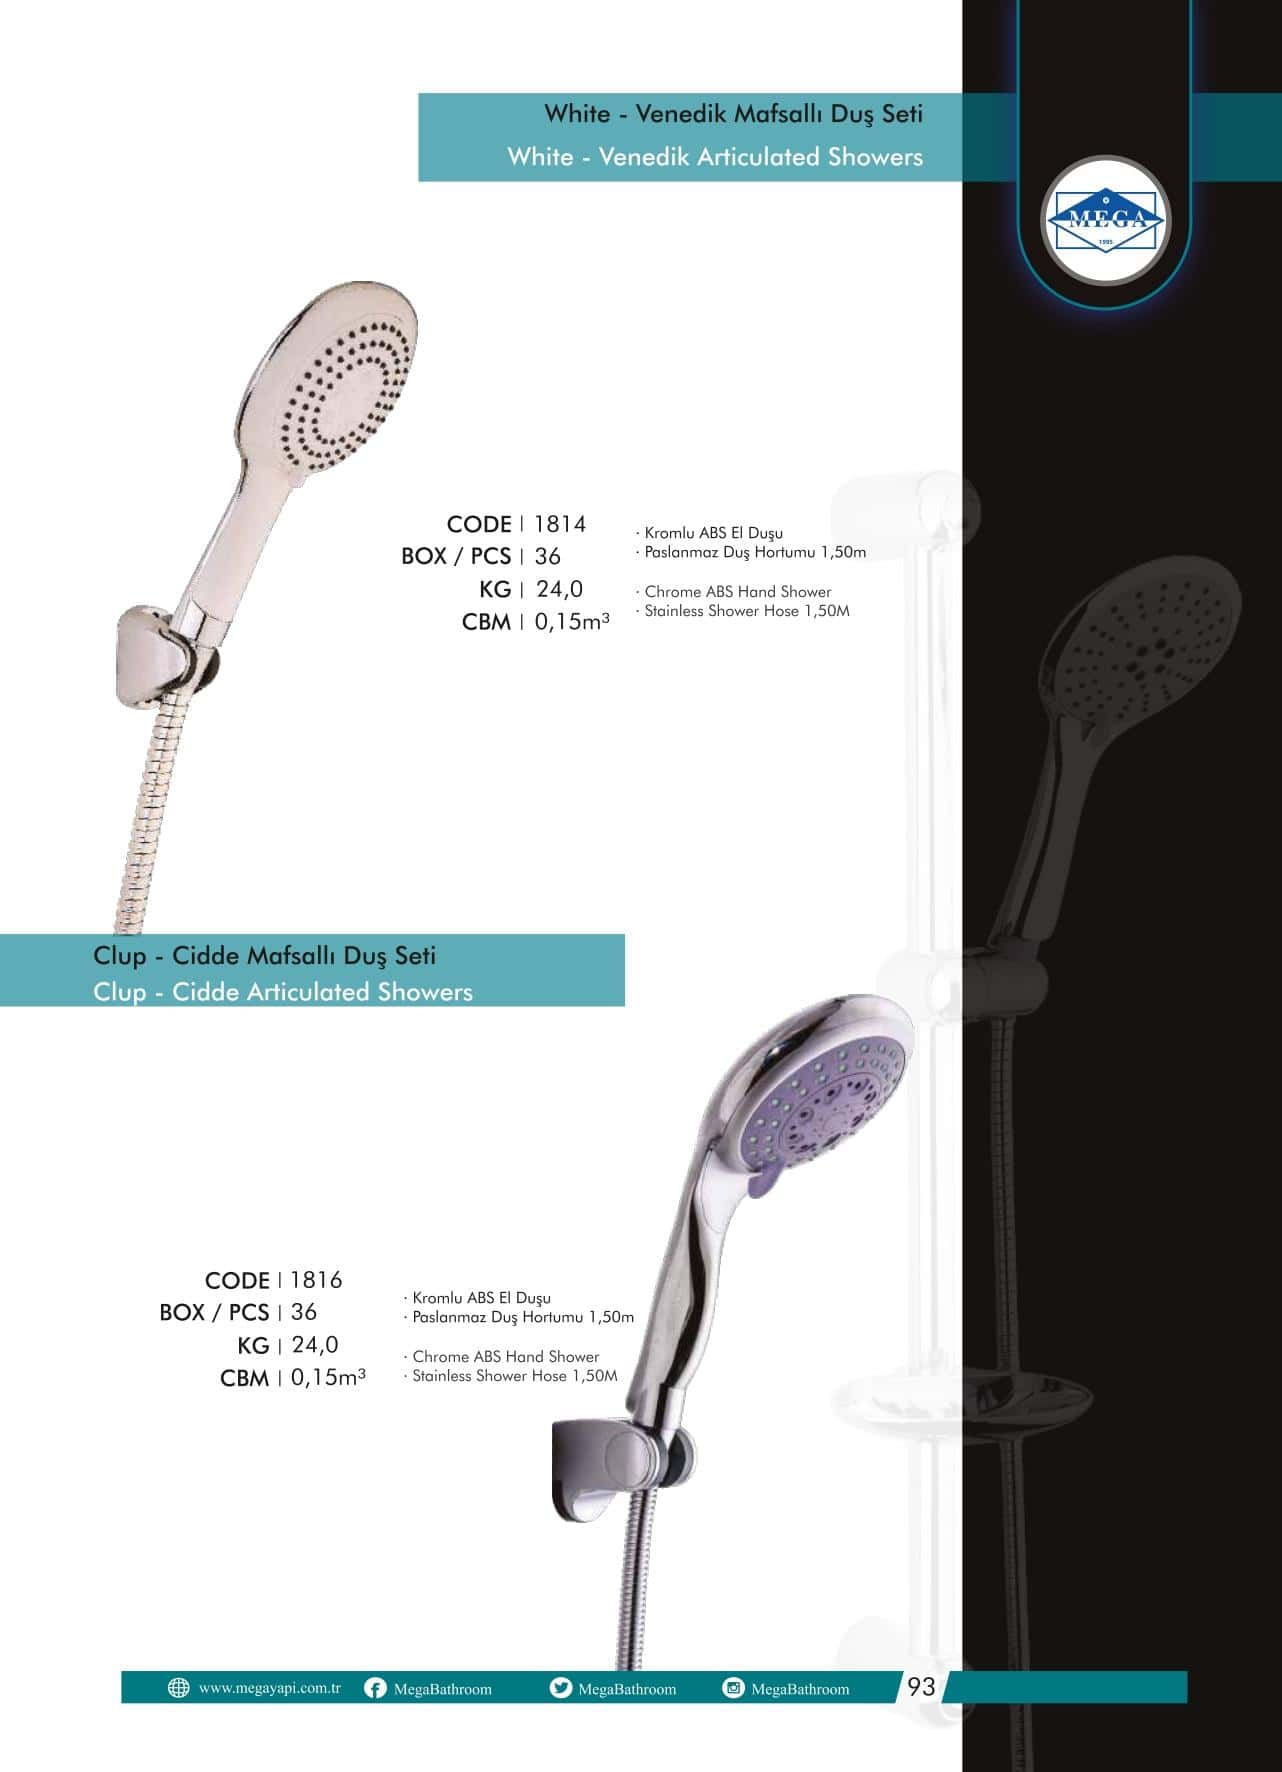 White - Venedik Mafsallı Duş Seti
White - Venedik Articulated Showers
MEGA
1995
CODE | 1814
BOX / PCS | 36
KG | 24,0
CBM | 0,15m³
· Kromlu ABS El Duşu
· Paslanmaz Duş Hortumu 1,50m
· Chrome ABS Hand Shower
· Stainless Shower Hose 1,50M
Clup - Cidde Mafsallı Duş Seti
Clup - Cidde Articulated Showers
CODE | 1816
BOX / PCS | 36
KG | 24,0
CBM | 0,15m³
· Kromlu ABS El Duşu
· Paslanmaz Duş Hortumu 1,50m
· Chrome ABS Hand Shower
· Stainless Shower Hose 1,50M
www.megayapi.com.tr MegaBathroom MegaBathroom MegaBathroom 93